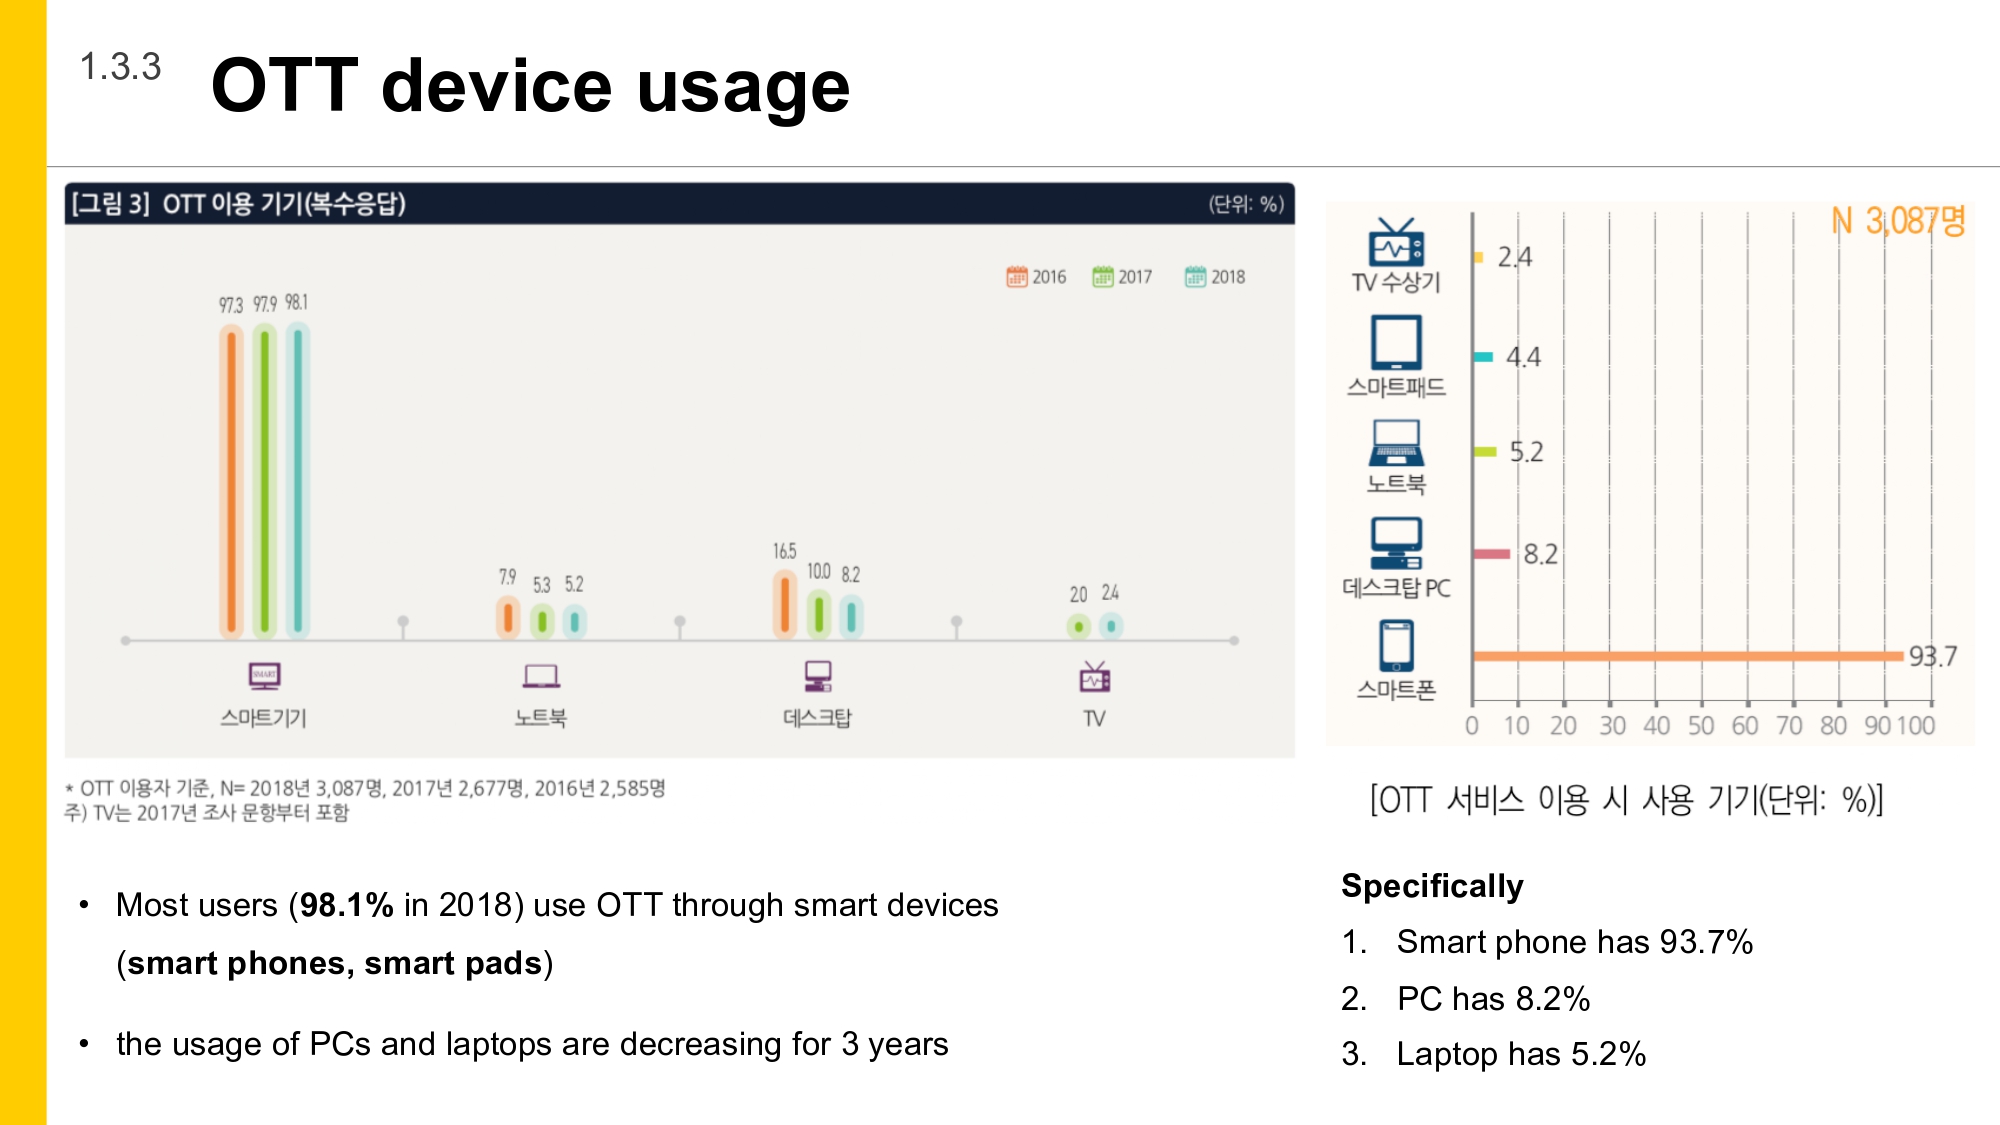 1.3.3
OTT device usage
[그림 3] OTT 이용 기기(복수응답)
(단위: %)
2016 2017 2018
97.3 97.9 98.1
7.9 5.3 5.2
16.5 10.0 8.2
2.0 2.4
SMART
스마트기기 노트북 데스크탑 TV
* OTT 이용자 기준, N= 2018년 3,087명, 2017년 2,677명, 2016년 2,585명
주) TV는 2017년 조사 문항부터 포함
N 3,087명
TV 수상기 2.4
스마트패드 4.4
노트북 5.2
데스크탑 PC 8.2
스마트폰 93.7
0 10 20 30 40 50 60 70 80 90 100
[OTT 서비스 이용 시 사용 기기(단위: %)]
• Most users (98.1% in 2018) use OTT through smart devices
(smart phones, smart pads)
• the usage of PCs and laptops are decreasing for 3 years
Specifically
1. Smart phone has 93.7%
2. PC has 8.2%
3. Laptop has 5.2%